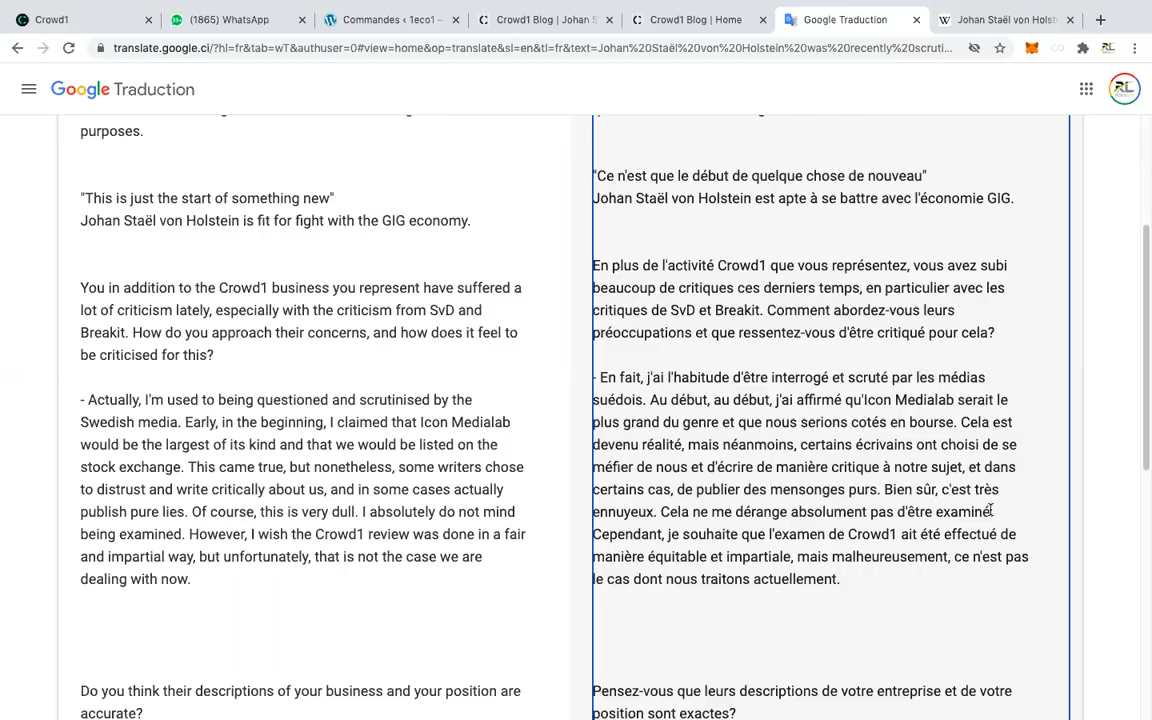 Crowd1
(1865) WhatsApp
Commandes ‹ 1eco1 –
Crowd1 Blog | Johan S
Crowd1 Blog | Home
Google Traduction
Johan Staël von Holst
translate.google.ci/?hl=fr&tab=wT&authuser=0#view=home&op=translate&sl=en&tl=fr&text=Johan%20Staël%20von%20Holstein%20was%20recently%20scruti...
Google Traduction
purposes.
"This is just the start of something new"
Johan Staël von Holstein is fit for fight with the GIG economy.
You in addition to the Crowd1 business you represent have suffered a
lot of criticism lately, especially with the criticism from SvD and
Breakit. How do you approach their concerns, and how does it feel to
be criticised for this?
- Actually, I'm used to being questioned and scrutinised by the
Swedish media. Early, in the beginning, I claimed that Icon Medialab
would be the largest of its kind and that we would be listed on the
stock exchange. This came true, but nonetheless, some writers chose
to distrust and write critically about us, and in some cases actually
publish pure lies. Of course, this is very dull. I absolutely do not mind
being examined. However, I wish the Crowd1 review was done in a fair
and impartial way, but unfortunately, that is not the case we are
dealing with now.
Do you think their descriptions of your business and your position are
accurate?
"Ce n'est que le début de quelque chose de nouveau"
Johan Staël von Holstein est apte à se battre avec l'économie GIG.
En plus de l'activité Crowd1 que vous représentez, vous avez subi
beaucoup de critiques ces derniers temps, en particulier avec les
critiques de SvD et Breakit. Comment abordez-vous leurs
préoccupations et que ressentez-vous d'être critiqué pour cela?
- En fait, j'ai l'habitude d'être interrogé et scruté par les médias
suédois. Au début, au début, j'ai affirmé qu'Icon Medialab serait le
plus grand du genre et que nous serions cotés en bourse. Cela est
devenu réalité, mais néanmoins, certains écrivains ont choisi de se
méfier de nous et d'écrire de manière critique à notre sujet, et dans
certains cas, de publier des mensonges purs. Bien sûr, c'est très
ennuyeux. Cela ne me dérange absolument pas d'être examiné.
Cependant, je souhaite que l'examen de Crowd1 ait été effectué de
manière équitable et impartiale, mais malheureusement, ce n'est pas
le cas dont nous traitons actuellement.
Pensez-vous que leurs descriptions de votre entreprise et de votre
position sont exactes?